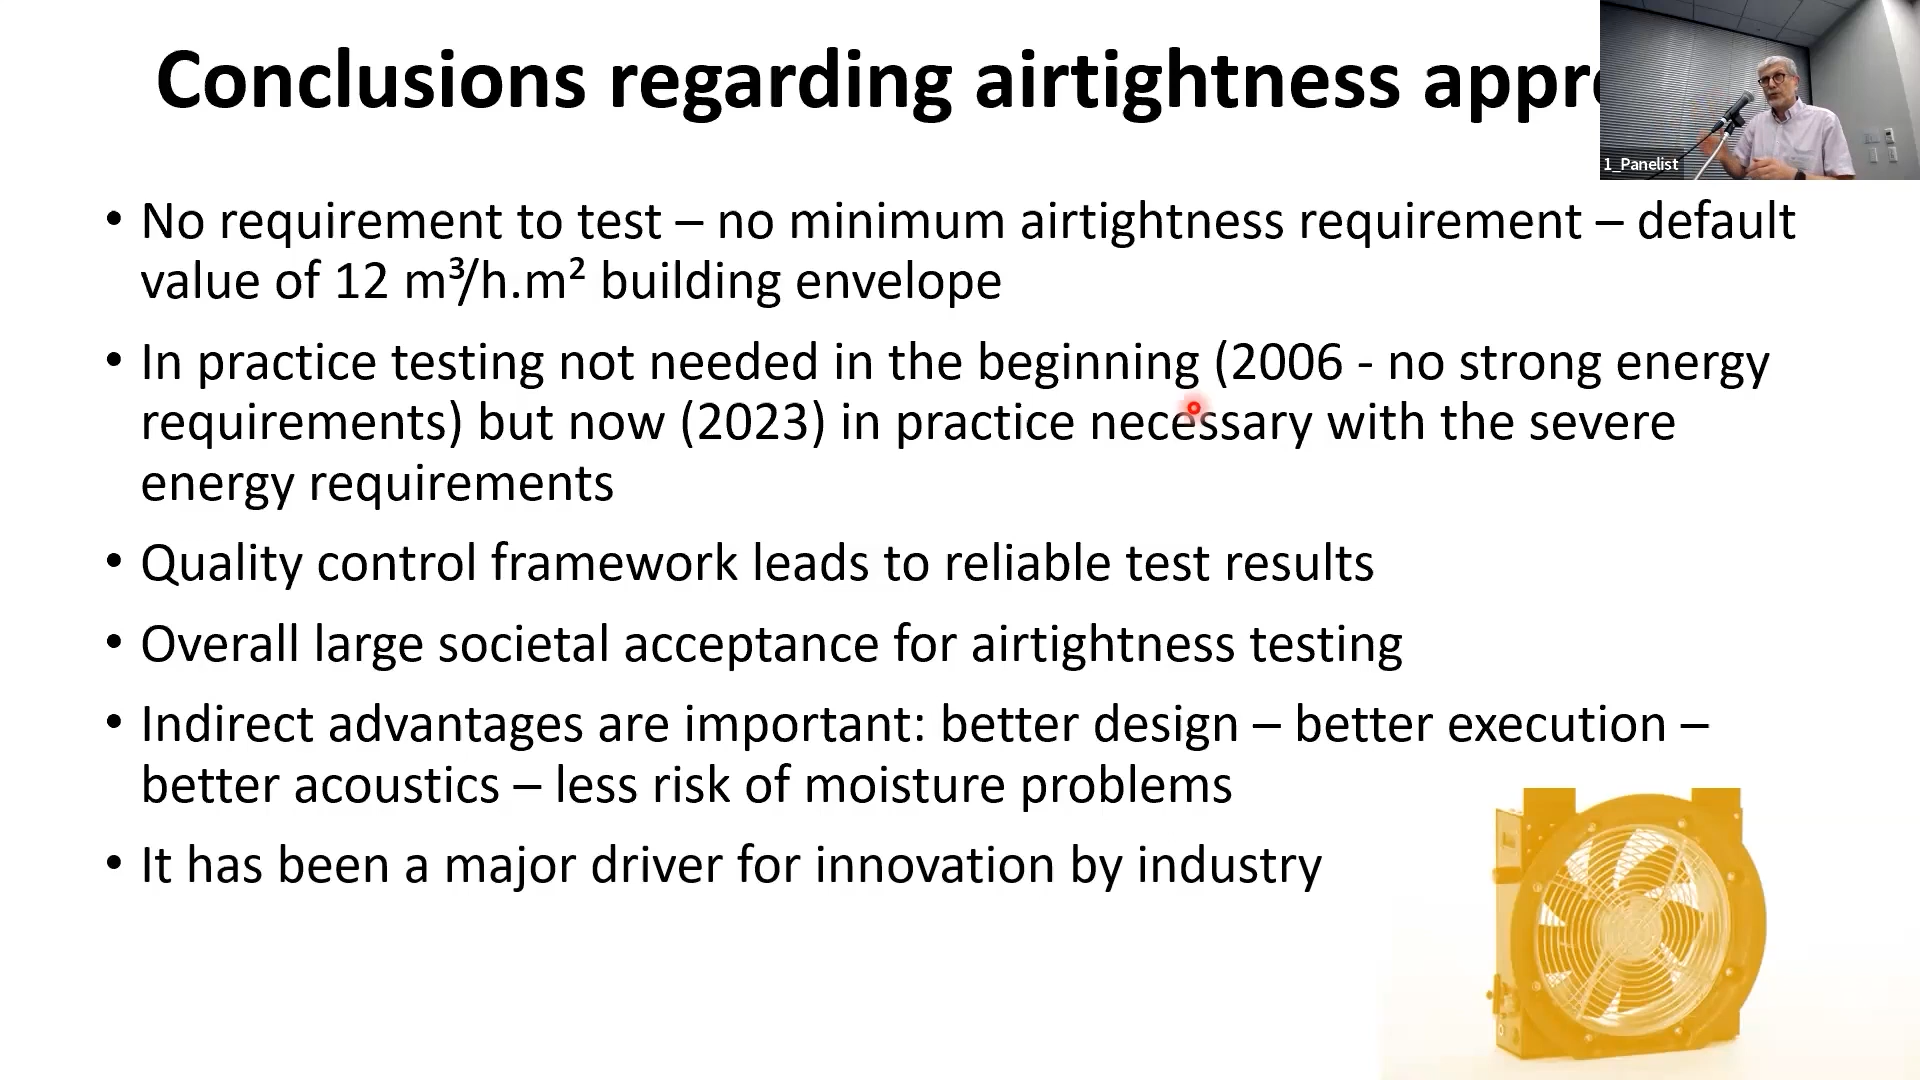 Conclusions regarding airtightness
1_Panelist
• No requirement to test – no minimum airtightness requirement – default
value of 12 m³/h.m² building envelope
• In practice testing not needed in the beginning (2006 - no strong energy
requirements) but now (2023) in practice necessary with the severe
energy requirements
• Quality control framework leads to reliable test results
• Overall large societal acceptance for airtightness testing
• Indirect advantages are important: better design – better execution –
better acoustics – less risk of moisture problems
• It has been a major driver for innovation by industry